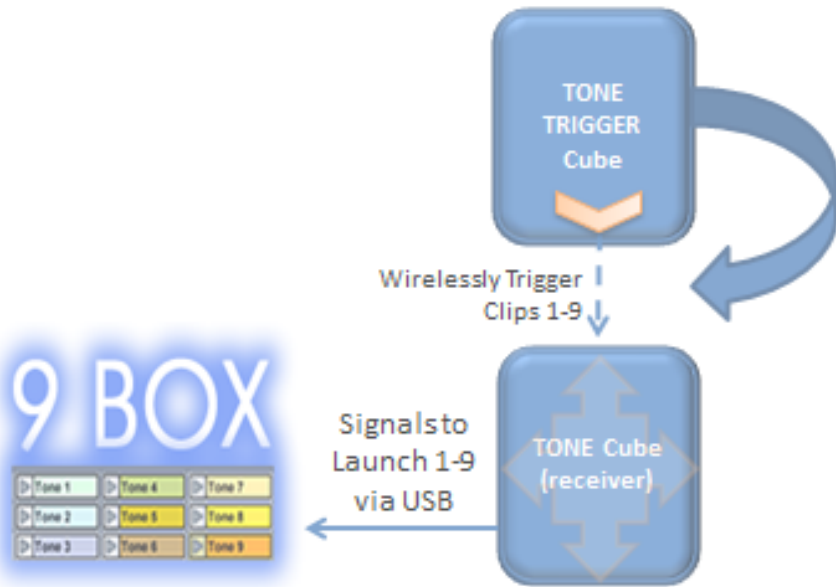 TONE
TRIGGER
Cube
Wirelessly Trigger
Clips 1-9
9 BOX
Tone 1
Tone 4
Tone 7
Tone 2
Tone 5
Tone 8
Tone 3
Tone 6
Tone 9
Signals to
Launch 1-9
via USB
TONE Cube
(receiver)